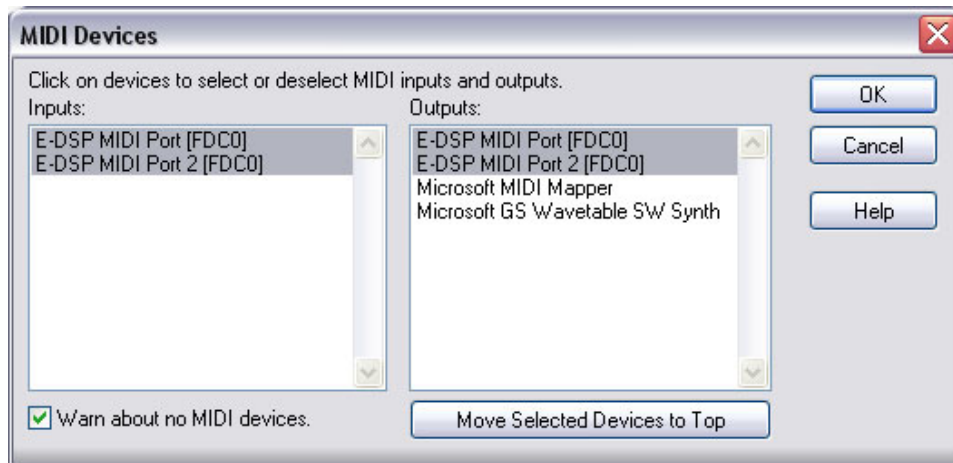 MIDI Devices
Click on devices to select or deselect MIDI inputs and outputs.
Inputs:
Outputs:
E-DSP MIDI Port [FDC0]
E-DSP MIDI Port 2 [FDC0]
E-DSP MIDI Port [FDC0]
E-DSP MIDI Port 2 [FDC0]
Microsoft MIDI Mapper
Microsoft GS Wavetable SW Synth
OK
Cancel
Help
Warn about no MIDI devices.
Move Selected Devices to Top